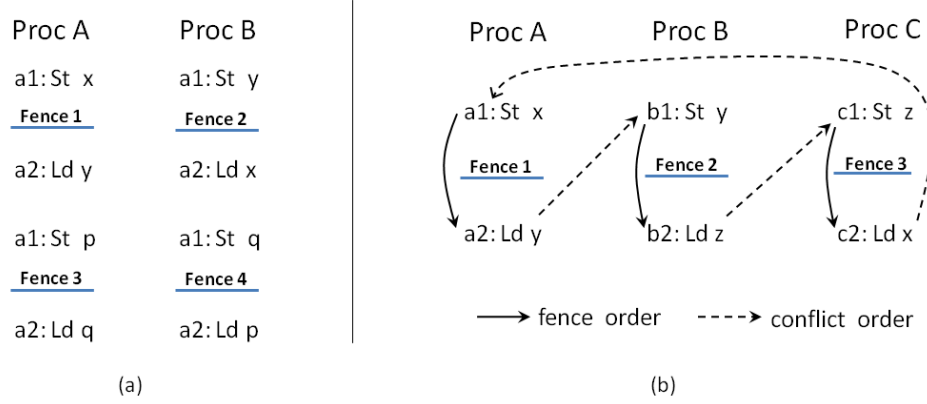 Proc A Proc B
a1: St x a1: St y
Fence 1 Fence 2
a2: Ld y a2: Ld x
a1: St p a1: St q
Fence 3 Fence 4
a2: Ld q a2: Ld p
(a)
Proc A Proc B Proc C
a1: St x b1: St y c1: St z
Fence 1 Fence 2 Fence 3
a2: Ld y b2: Ld z c2: Ld x
fence order conflict order
(b)